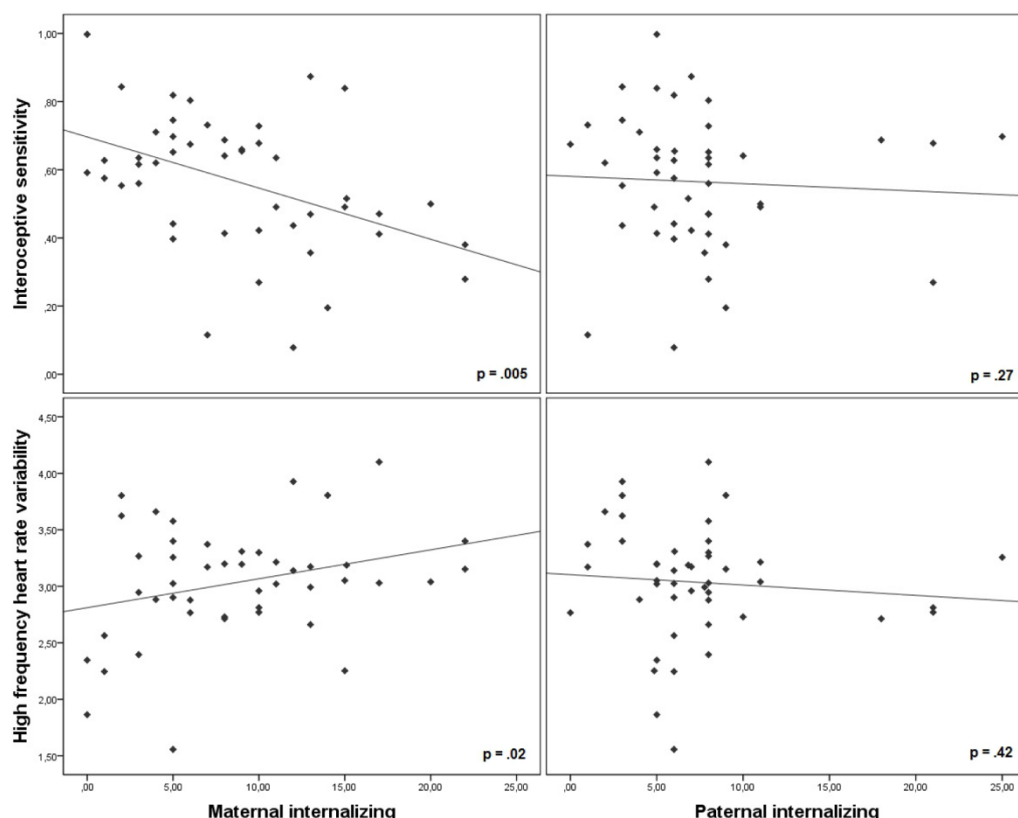 Interoceptive sensitivity
1,00
,80
,60
,40
,20
,00
p = .005
p = .27
High frequency heart rate variability
4,50
4,00
3,50
3,00
2,50
2,00
1,50
p = .02
p = .42
,00 5,00 10,00 15,00 20,00 25,00
,00 5,00 10,00 15,00 20,00 25,00
Maternal internalizing
Paternal internalizing